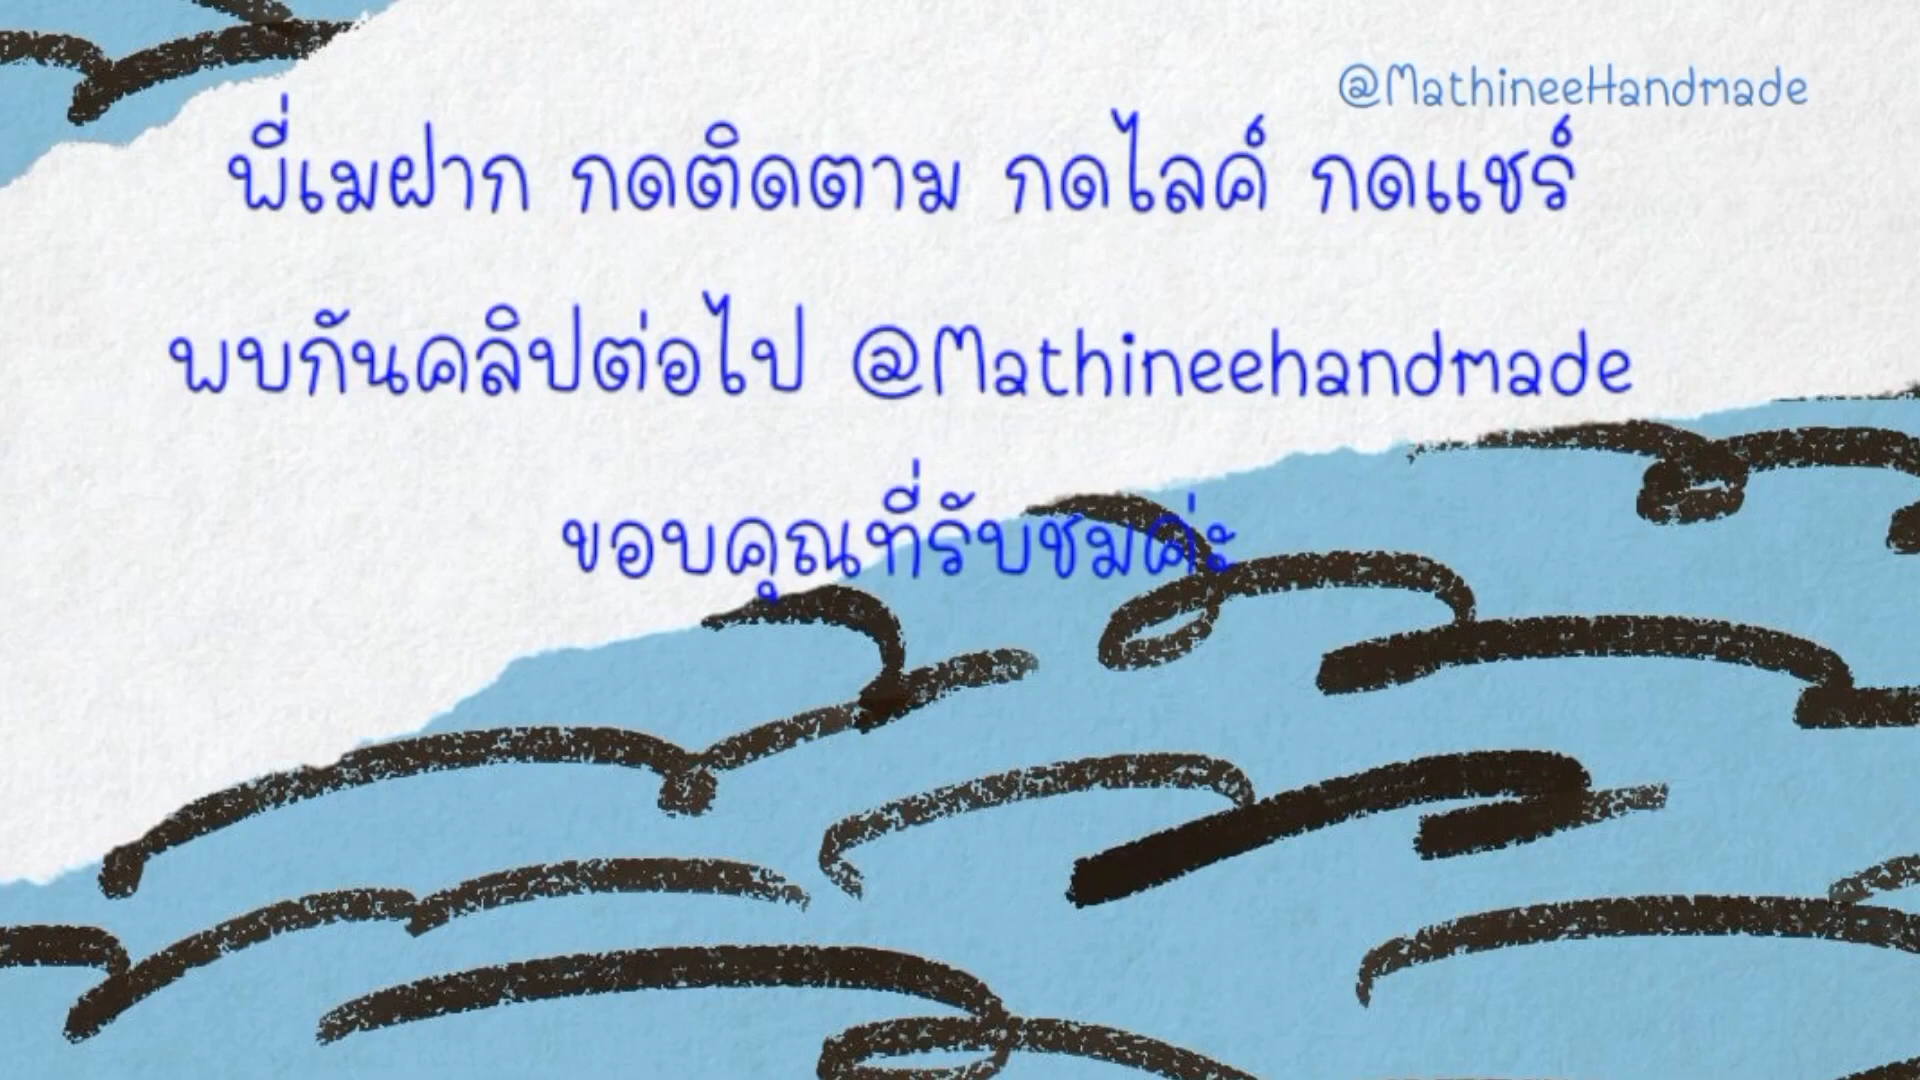 @MathineeHandmade
พี่เมฝาก กดติดตาม กดไลค์ กดแชร์
พบกันคลิปต่อไป @Mathineehandmade
ขอบคุณที่รับชมค่ะ